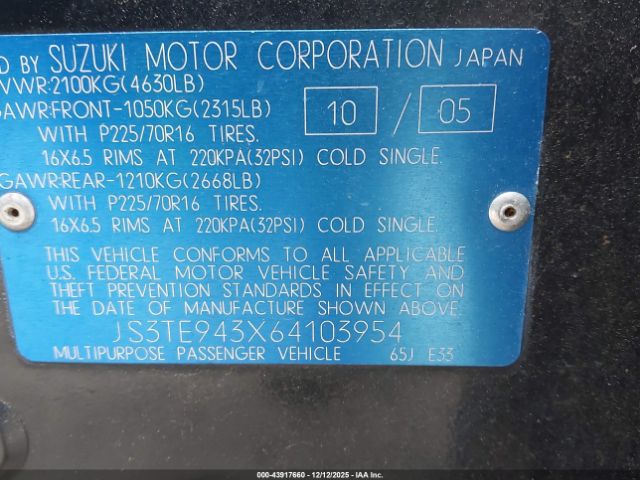 D BY SUZUKI MOTOR CORPORATION JAPAN
VWR:2100KG(4630LB)
GAWR:FRONT-1050KG(2315LB)
WITH P225/70R16 TIRES.
16X6.5 RIMS AT 220KPA(32PSI) COLD SINGLE.
10 / 05
GAWR:REAR-1210KG(2668LB)
WITH P225/70R16 TIRES.
16X6.5 RIMS AT 220KPA(32PSI) COLD SINGLE.
THIS VEHICLE CONFORMS TO ALL APPLICABLE
U.S. FEDERAL MOTOR VEHICLE SAFETY AND
THEFT PREVENTION STANDARDS IN EFFECT ON
THE DATE OF MANUFACTURE SHOWN ABOVE.
JS3TE943X64103954
MULTIPURPOSE PASSENGER VEHICLE 65J E33
000-43917660 - 12/12/2025 - IAAI.com